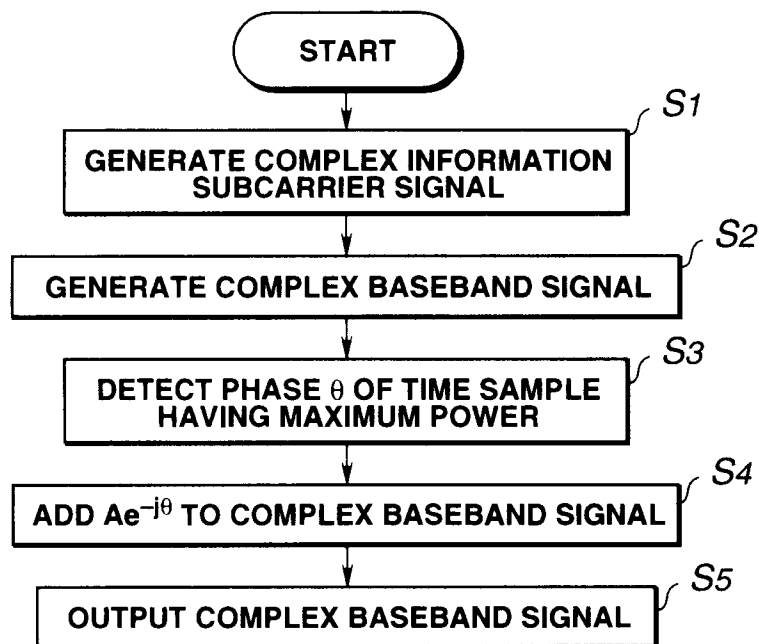 START
S1
GENERATE COMPLEX INFORMATION
SUBCARRIER SIGNAL
S2
GENERATE COMPLEX BASEBAND SIGNAL
S3
DETECT PHASE θ OF TIME SAMPLE
HAVING MAXIMUM POWER
S4
ADD Ae⁻ʲᶿ TO COMPLEX BASEBAND SIGNAL
S5
OUTPUT COMPLEX BASEBAND SIGNAL